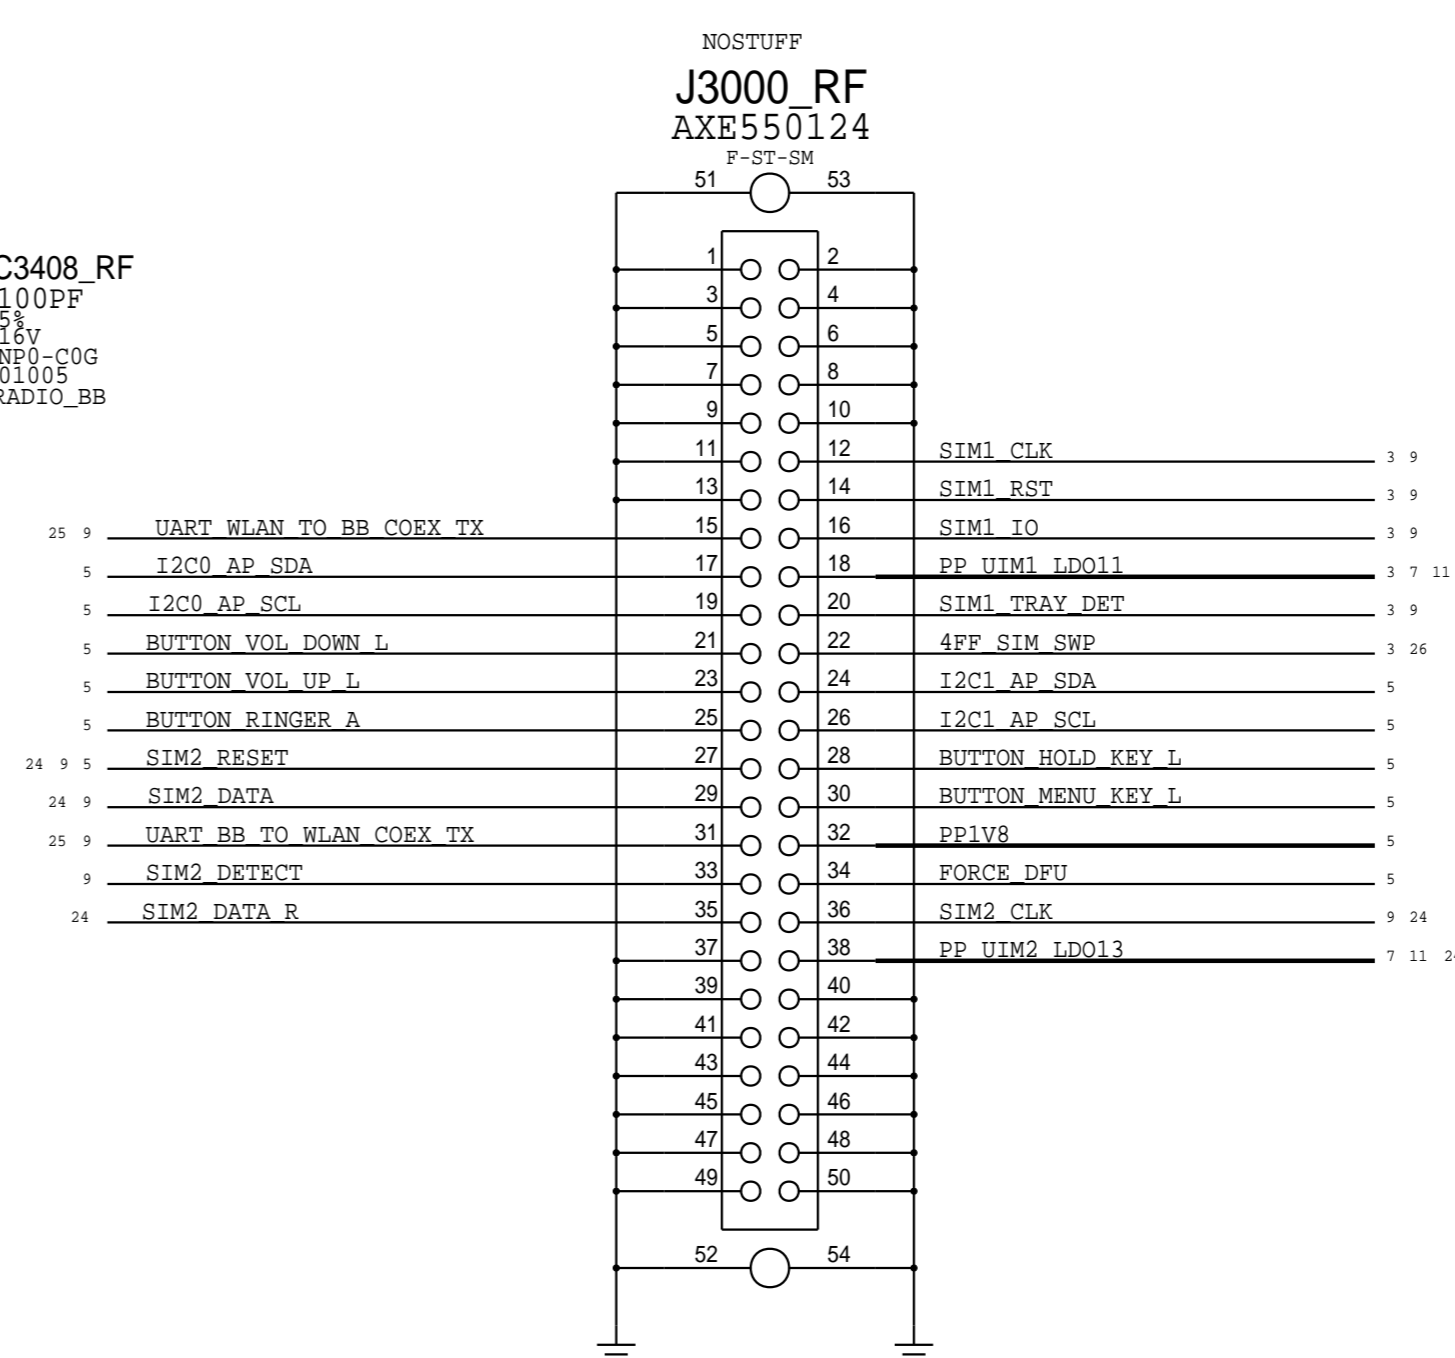 NOSTUFF
J3000_RF
AXE550124
F-ST-SM
51 53
C3408_RF
100PF
5%
16V
NP0-C0G
01005
RADIO_BB
1 2
3 4
5 6
7 8
9 10
11 12 SIM1_CLK 3 9
13 14 SIM1_RST 3 9
25 9 UART_WLAN_TO_BB_COEX_TX 15 16 SIM1_IO 3 9
5 I2C0_AP_SDA 17 18 PP_UIM1_LDO11 3 7 11
5 I2C0_AP_SCL 19 20 SIM1_TRAY_DET 3 9
5 BUTTON_VOL_DOWN_L 21 22 4FF_SIM_SWP 3 26
5 BUTTON_VOL_UP_L 23 24 I2C1_AP_SDA 5
5 BUTTON_RINGER_A 25 26 I2C1_AP_SCL 5
24 9 5 SIM2_RESET 27 28 BUTTON_HOLD_KEY_L 5
24 9 SIM2_DATA 29 30 BUTTON_MENU_KEY_L 5
25 9 UART_BB_TO_WLAN_COEX_TX 31 32 PP1V8 5
9 SIM2_DETECT 33 34 FORCE_DFU 5
24 SIM2_DATA_R 35 36 SIM2_CLK 9 24
37 38 PP_UIM2_LDO13 7 11
39 40
41 42
43 44
45 46
47 48
49 50
52 54